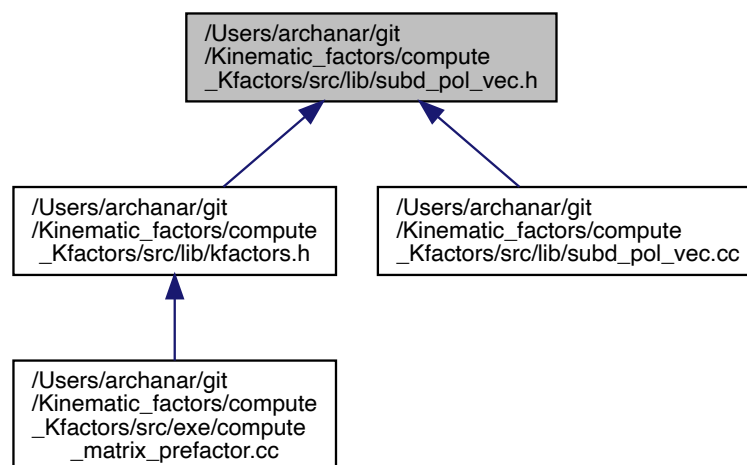 /Users/archanar/git
/Kinematic_factors/compute
_Kfactors/src/lib/subd_pol_vec.h
/Users/archanar/git
/Kinematic_factors/compute
_Kfactors/src/lib/kfactors.h
/Users/archanar/git
/Kinematic_factors/compute
_Kfactors/src/lib/subd_pol_vec.cc
/Users/archanar/git
/Kinematic_factors/compute
_Kfactors/src/exe/compute
_matrix_prefactor.cc